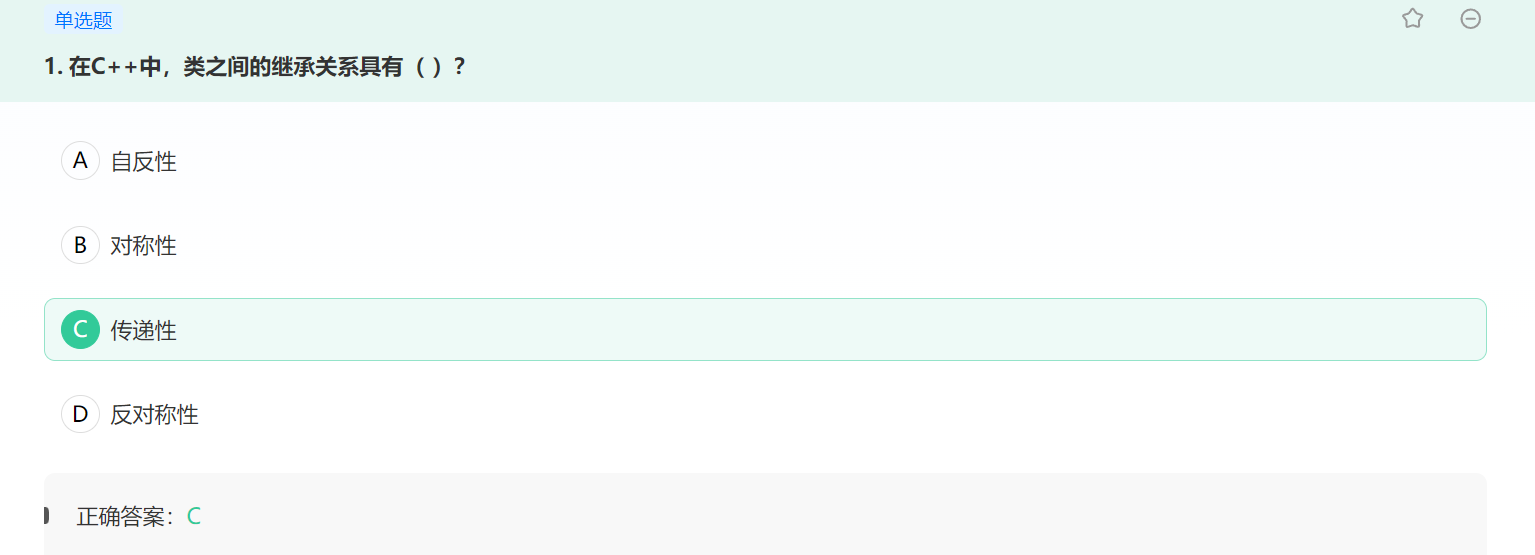 单选题
1. 在C++中，类之间的继承关系具有（ ）？
A 自反性
B 对称性
C 传递性
D 反对称性
正确答案：C